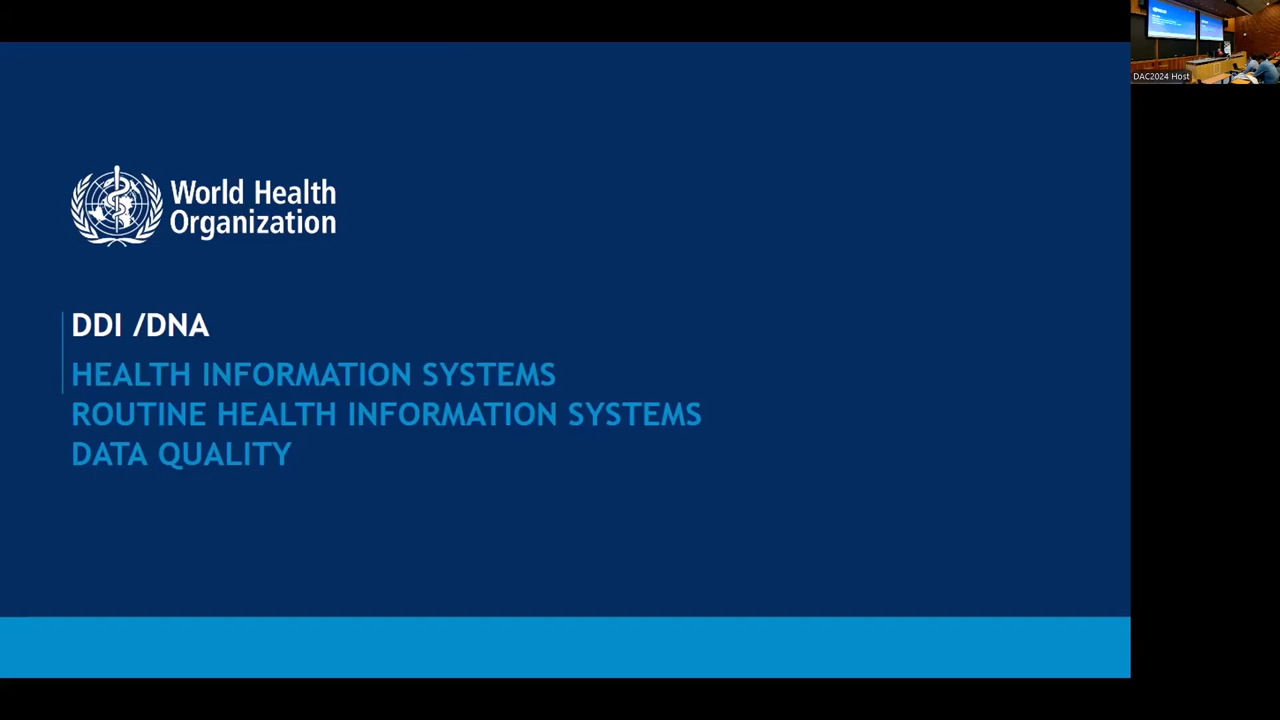 World Health
Organization
DDI /DNA
HEALTH INFORMATION SYSTEMS
ROUTINE HEALTH INFORMATION SYSTEMS
DATA QUALITY
DAC2024 Host